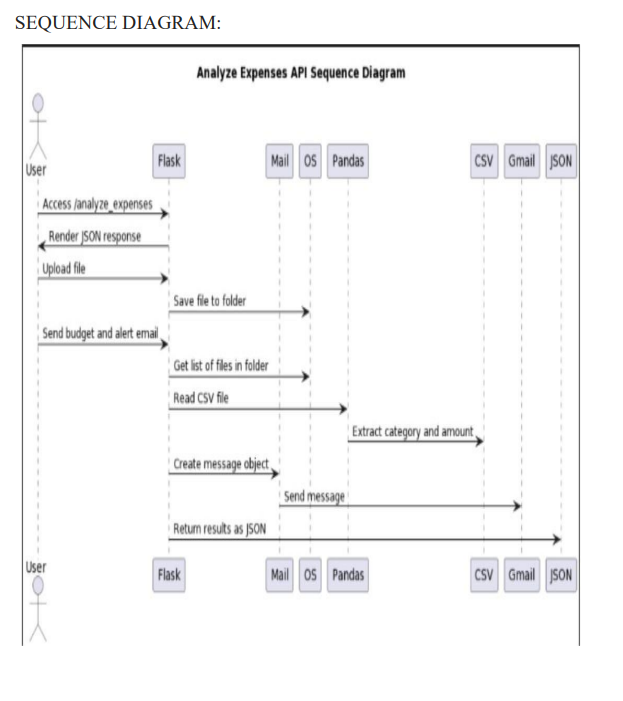 SEQUENCE DIAGRAM:
Analyze Expenses API Sequence Diagram
User
Flask
Mail
OS
Pandas
CSV
Gmail
JSON
Access /analyze_expenses
Render JSON response
Upload file
Save file to folder
Send budget and alert email
Get list of files in folder
Read CSV file
Extract category and amount
Create message object
Send message
Return results as JSON
User
Flask
Mail
OS
Pandas
CSV
Gmail
JSON